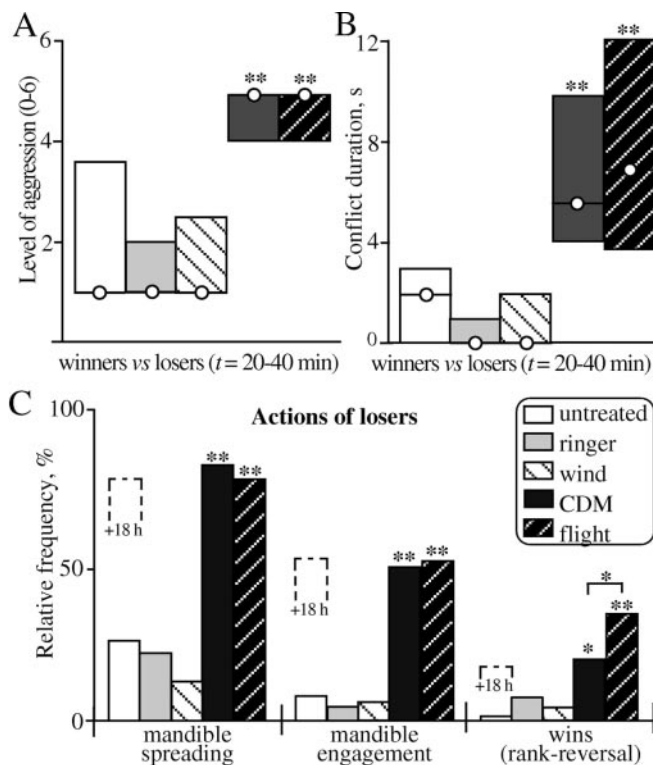 A
6
4
2
Level of aggression (0-6)
** **
winners vs losers (t = 20-40 min)
B
12
8
4
0
Conflict duration, s
**
**
winners vs losers (t = 20-40 min)
C
100
50
0
Relative frequency, %
Actions of losers
untreated
ringer
wind
CDM
flight
+18 h
** **
+18 h
** **
+18 h
*
*
**
mandible
spreading
mandible
engagement
wins
(rank-reversal)